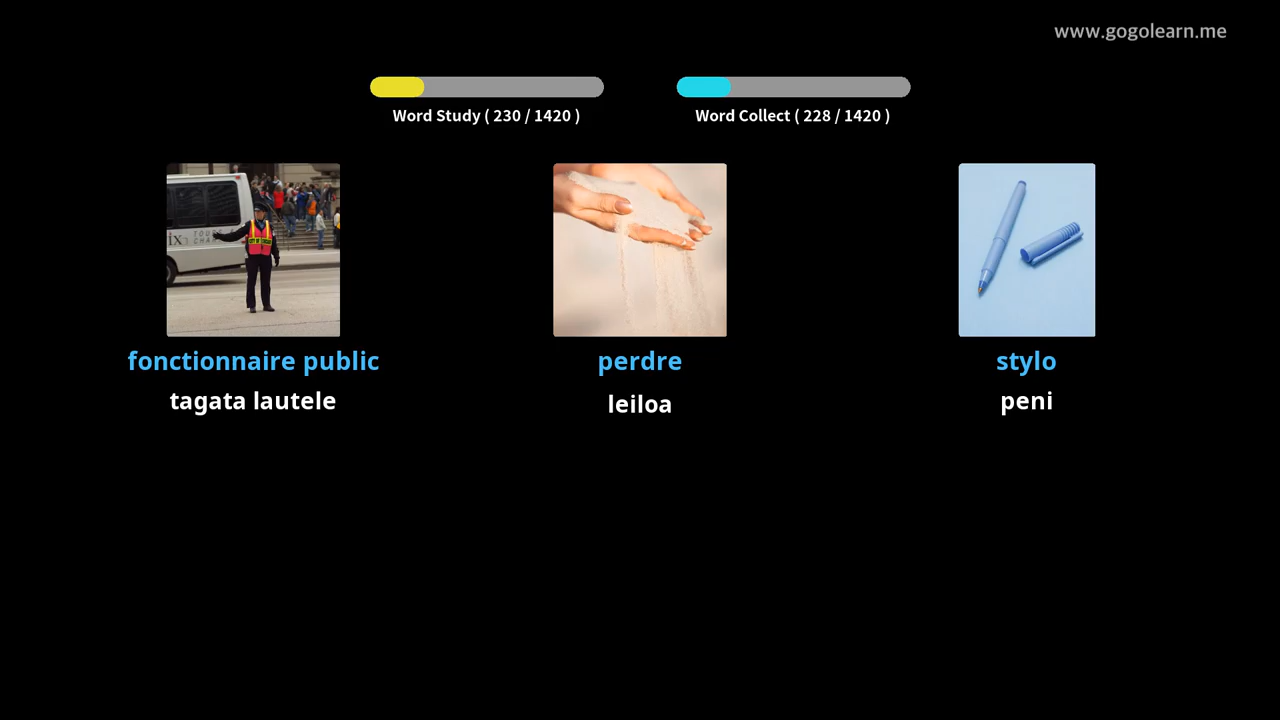 www.gogolearn.me
Word Study ( 230 / 1420 )
Word Collect ( 228 / 1420 )
fonctionnaire public
perdre
stylo
tagata lautele
leiloa
peni